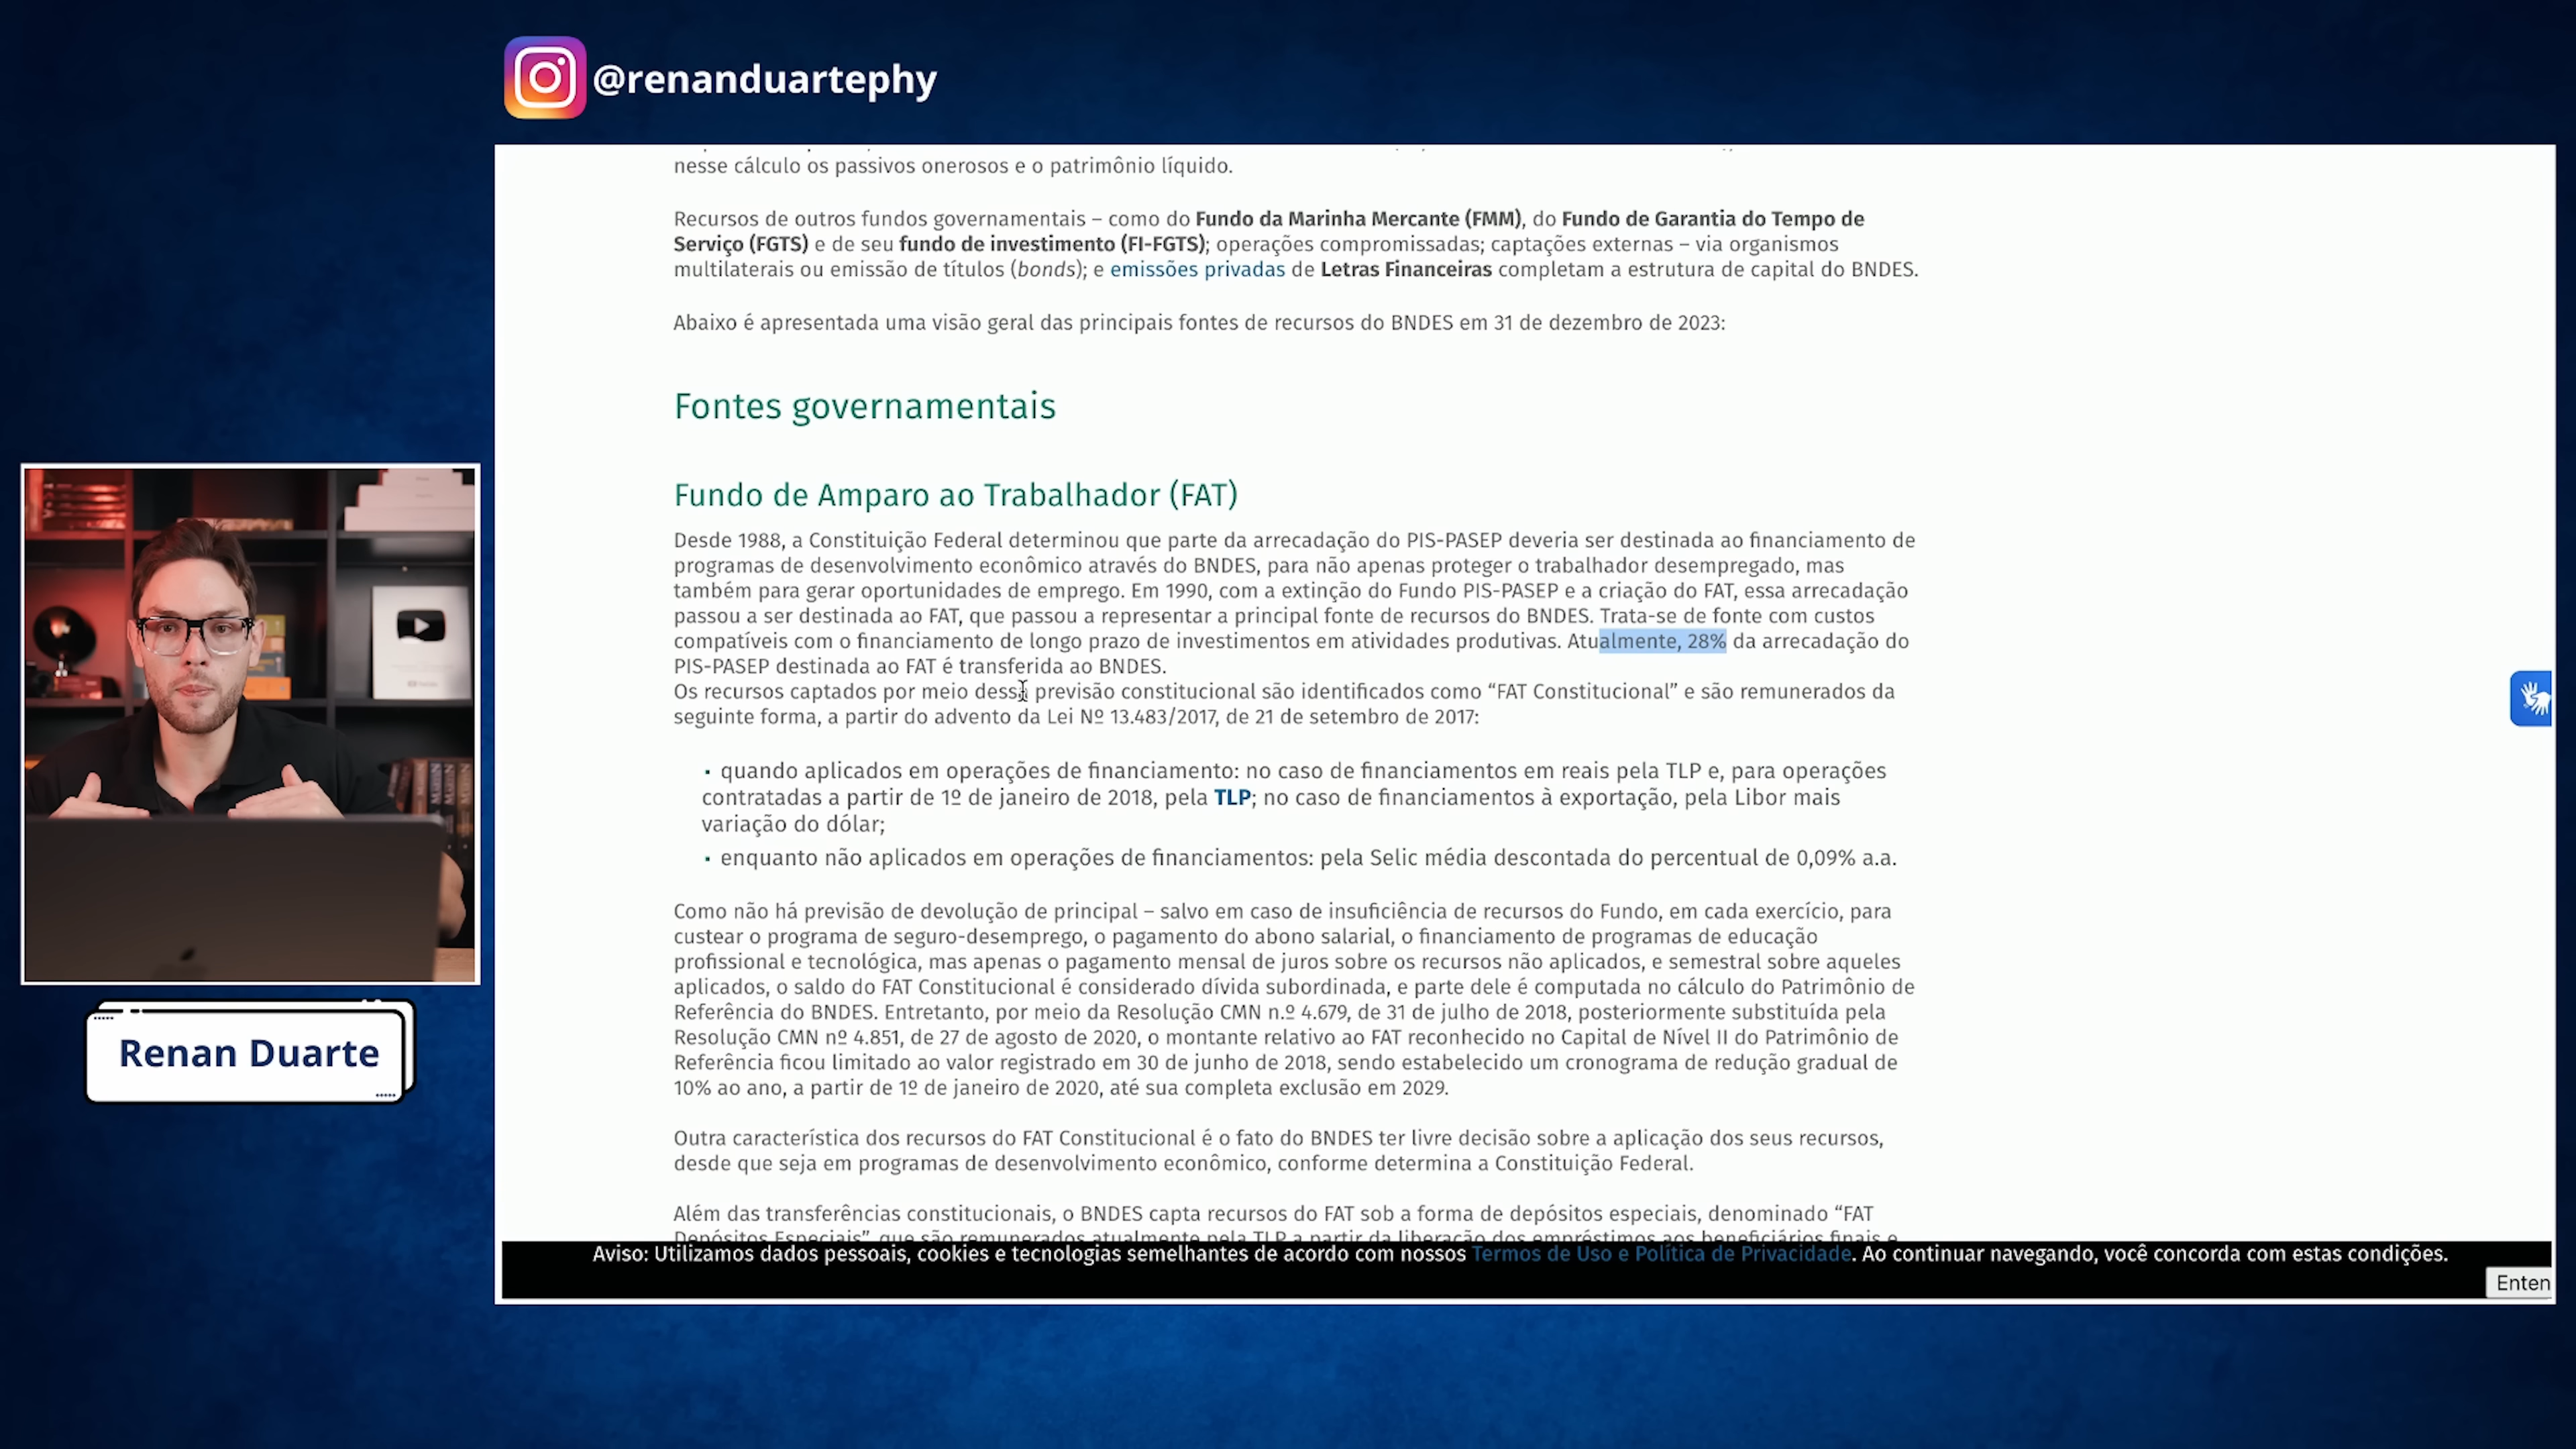 @renanduartephy
nesse cálculo os passivos onerosos e o patrimônio líquido.
Recursos de outros fundos governamentais – como do Fundo da Marinha Mercante (FMM), do Fundo de Garantia do Tempo de
Serviço (FGTS) e de seu fundo de investimento (FI-FGTS); operações compromissadas; captações externas – via organismos
multilaterais ou emissão de títulos (bonds); e emissões privadas de Letras Financeiras completam a estrutura de capital do BNDES.
Abaixo é apresentada uma visão geral das principais fontes de recursos do BNDES em 31 de dezembro de 2023:
Fontes governamentais
Fundo de Amparo ao Trabalhador (FAT)
Desde 1988, a Constituição Federal determinou que parte da arrecadação do PIS-PASEP deveria ser destinada ao financiamento de
programas de desenvolvimento econômico através do BNDES, para não apenas proteger o trabalhador desempregado, mas
também para gerar oportunidades de emprego. Em 1990, com a extinção do Fundo PIS-PASEP e a criação do FAT, essa arrecadação
passou a ser destinada ao FAT, que passou a representar a principal fonte de recursos do BNDES. Trata-se de fonte com custos
compatíveis com o financiamento de longo prazo de investimentos em atividades produtivas. Atualmente, 28% da arrecadação do
PIS-PASEP destinada ao FAT é transferida ao BNDES.
Os recursos captados por meio dessa previsão constitucional são identificados como “FAT Constitucional” e são remunerados da
seguinte forma, a partir do advento da Lei Nº 13.483/2017, de 21 de setembro de 2017:
▪ quando aplicados em operações de financiamento: no caso de financiamentos em reais pela TLP e, para operações
contratadas a partir de 1º de janeiro de 2018, pela TLP; no caso de financiamentos à exportação, pela Libor mais
variação do dólar;
▪ enquanto não aplicados em operações de financiamentos: pela Selic média descontada do percentual de 0,09% a.a.
Como não há previsão de devolução de principal – salvo em caso de insuficiência de recursos do Fundo, em cada exercício, para
custear o programa de seguro-desemprego, o pagamento do abono salarial, o financiamento de programas de educação
profissional e tecnológica, mas apenas o pagamento mensal de juros sobre os recursos não aplicados, e semestral sobre aqueles
aplicados, o saldo do FAT Constitucional é considerado dívida subordinada, e parte dele é computada no cálculo do Patrimônio de
Referência do BNDES. Entretanto, por meio da Resolução CMN n.º 4.679, de 31 de julho de 2018, posteriormente substituída pela
Resolução CMN nº 4.851, de 27 de agosto de 2020, o montante relativo ao FAT reconhecido no Capital de Nível II do Patrimônio de
Referência ficou limitado ao valor registrado em 30 de junho de 2018, sendo estabelecido um cronograma de redução gradual de
10% ao ano, a partir de 1º de janeiro de 2020, até sua completa exclusão em 2029.
Outra característica dos recursos do FAT Constitucional é o fato do BNDES ter livre decisão sobre a aplicação dos seus recursos,
desde que seja em programas de desenvolvimento econômico, conforme determina a Constituição Federal.
Além das transferências constitucionais, o BNDES capta recursos do FAT sob a forma de depósitos especiais, denominado “FAT
Depósitos Especiais”, que são remunerados atualmente pela TLP a partir da liberação dos empréstimos aos beneficiários finais e
Aviso: Utilizamos dados pessoais, cookies e tecnologias semelhantes de acordo com nossos Termos de Uso e Política de Privacidade. Ao continuar navegando, você concorda com estas condições.
Enten
Renan Duarte